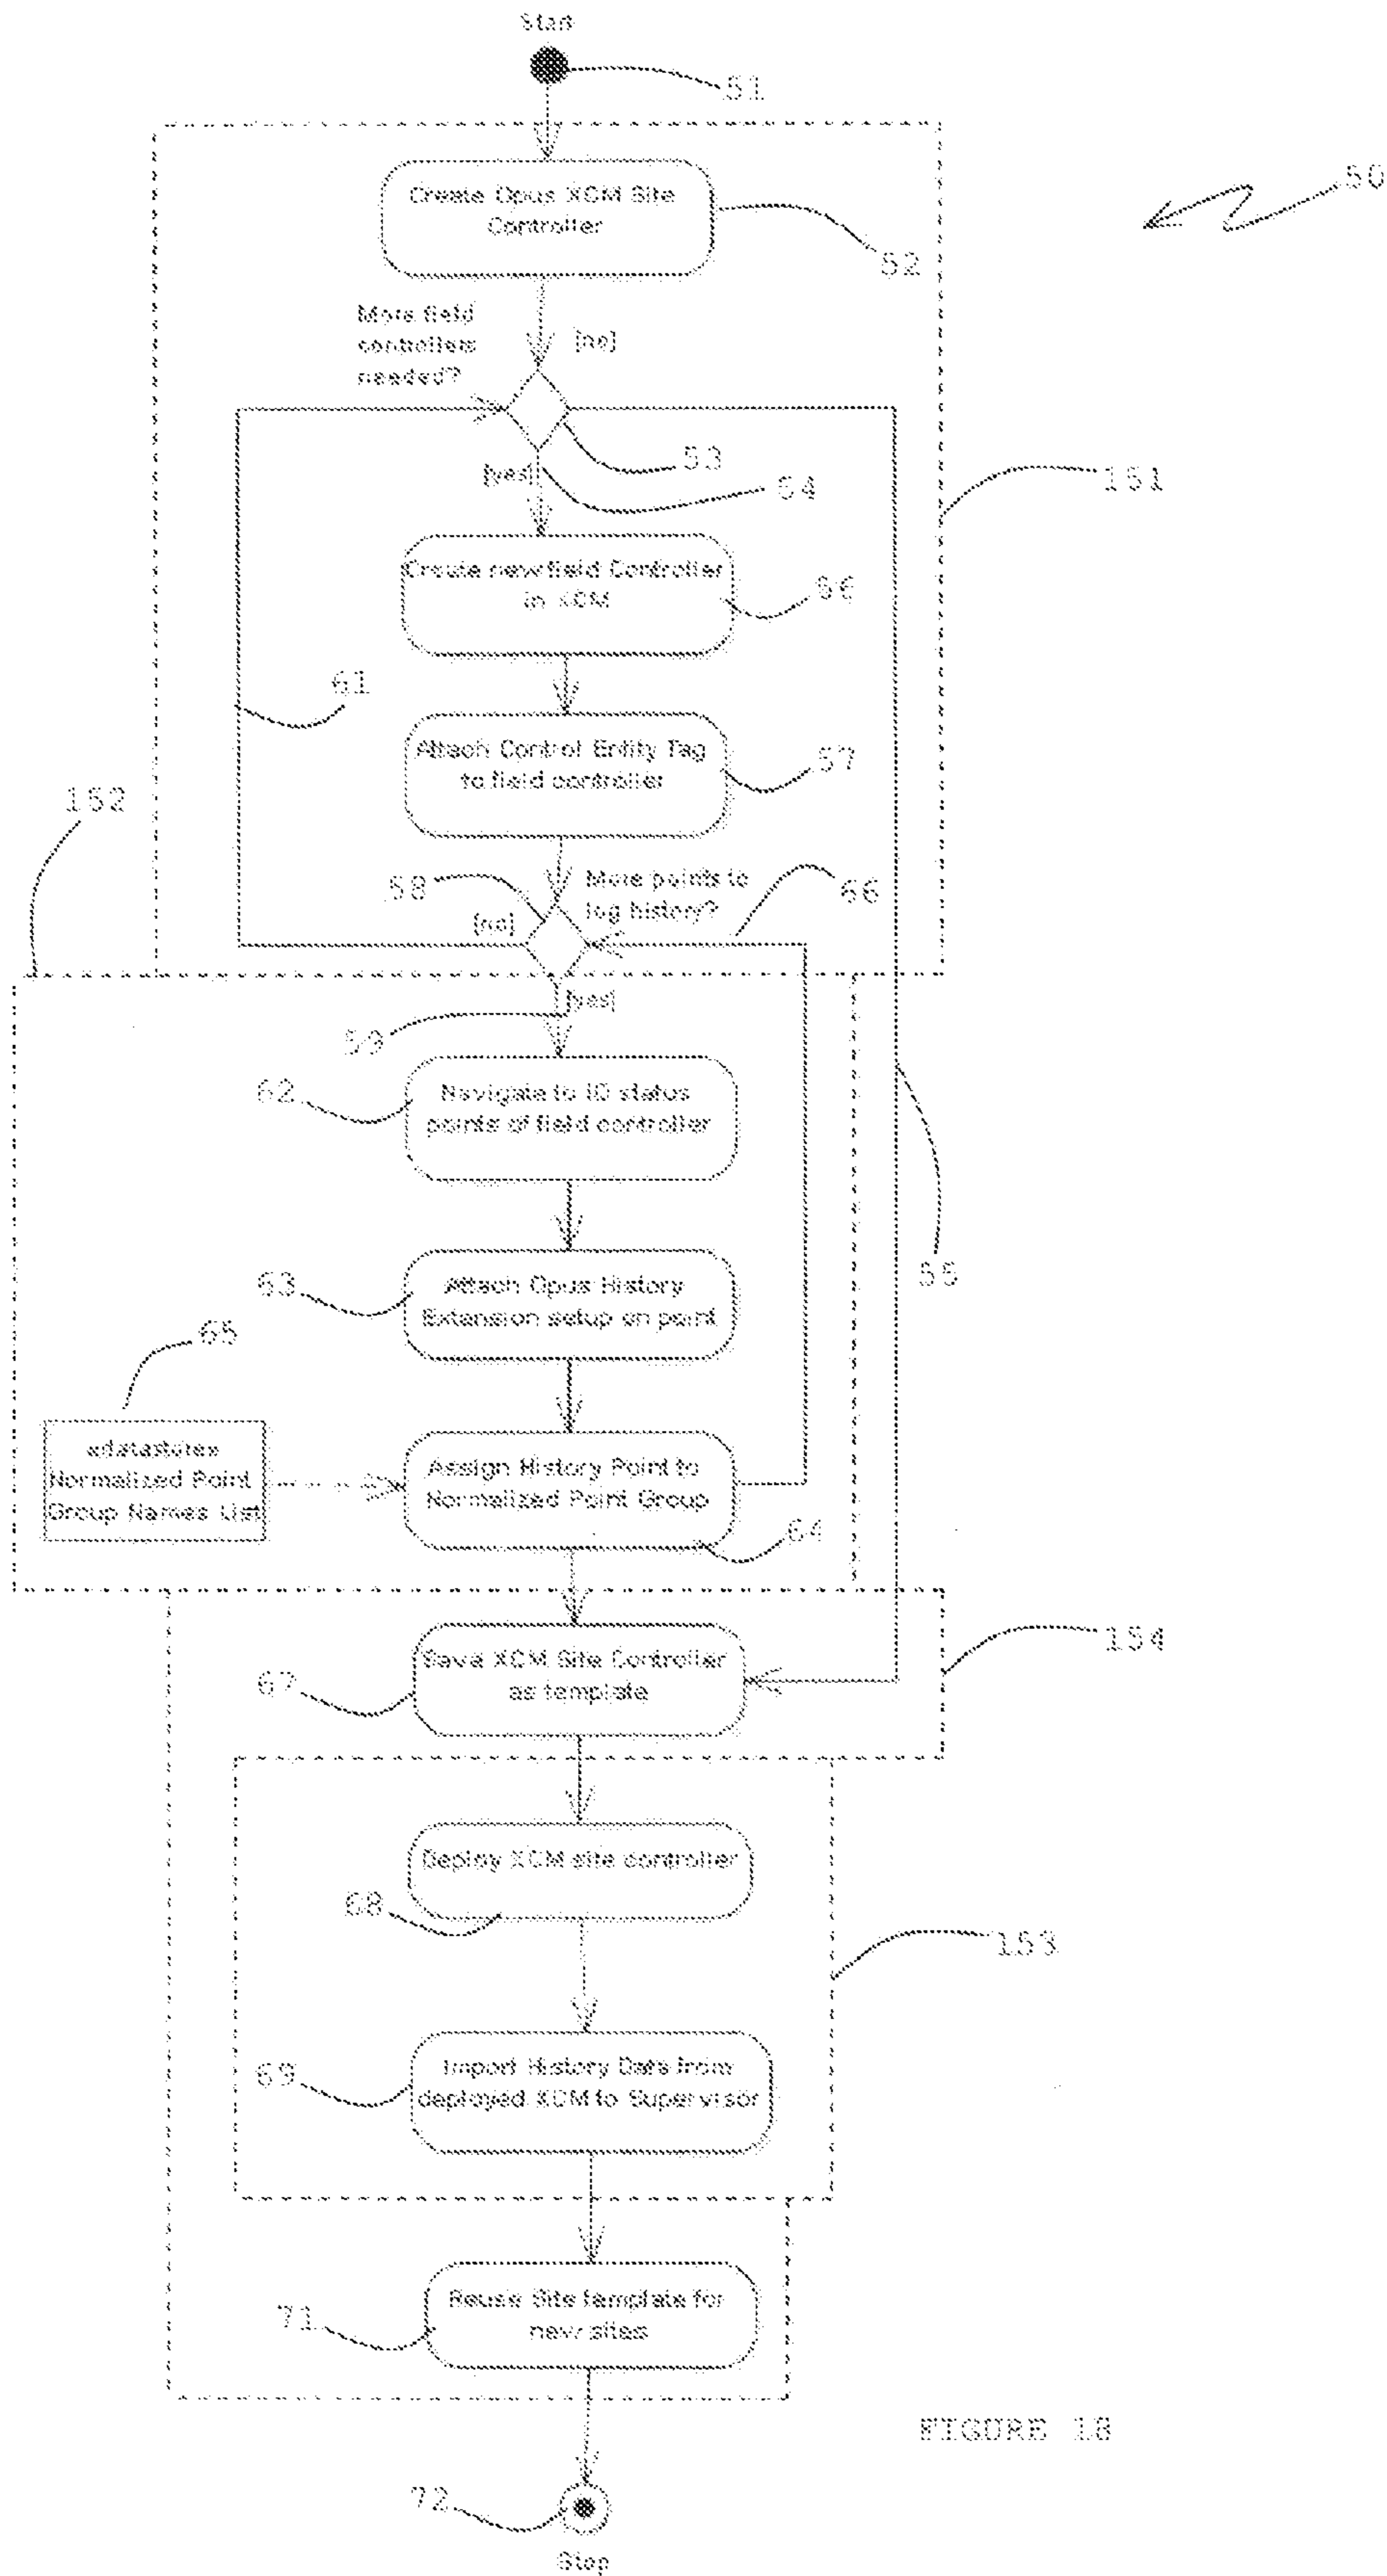 Start
51
50
Create Opus XCM Site
Controller
52
More field
controllers
needed?
[no]
53
[yes]
54
151
Create new field Controller
in XCM
56
61
Attach Control Entity Tag
to field controller
57
152
58
More points to
log history?
66
[no]
[yes]
59
62
Navigate to IO status
points of field controller
55
63
Attach Opus History
Extension setup on point
65
«datastore»
Normalized Point
Group Names List
Assign History Point to
Normalized Point Group
64
154
67
Save XCM Site Controller
as template
Deploy XCM site controller
68
153
69
Import History Data from
deployed XCM to Supervisor
71
Reuse Site template for
new sites
FIGURE 18
72
Stop